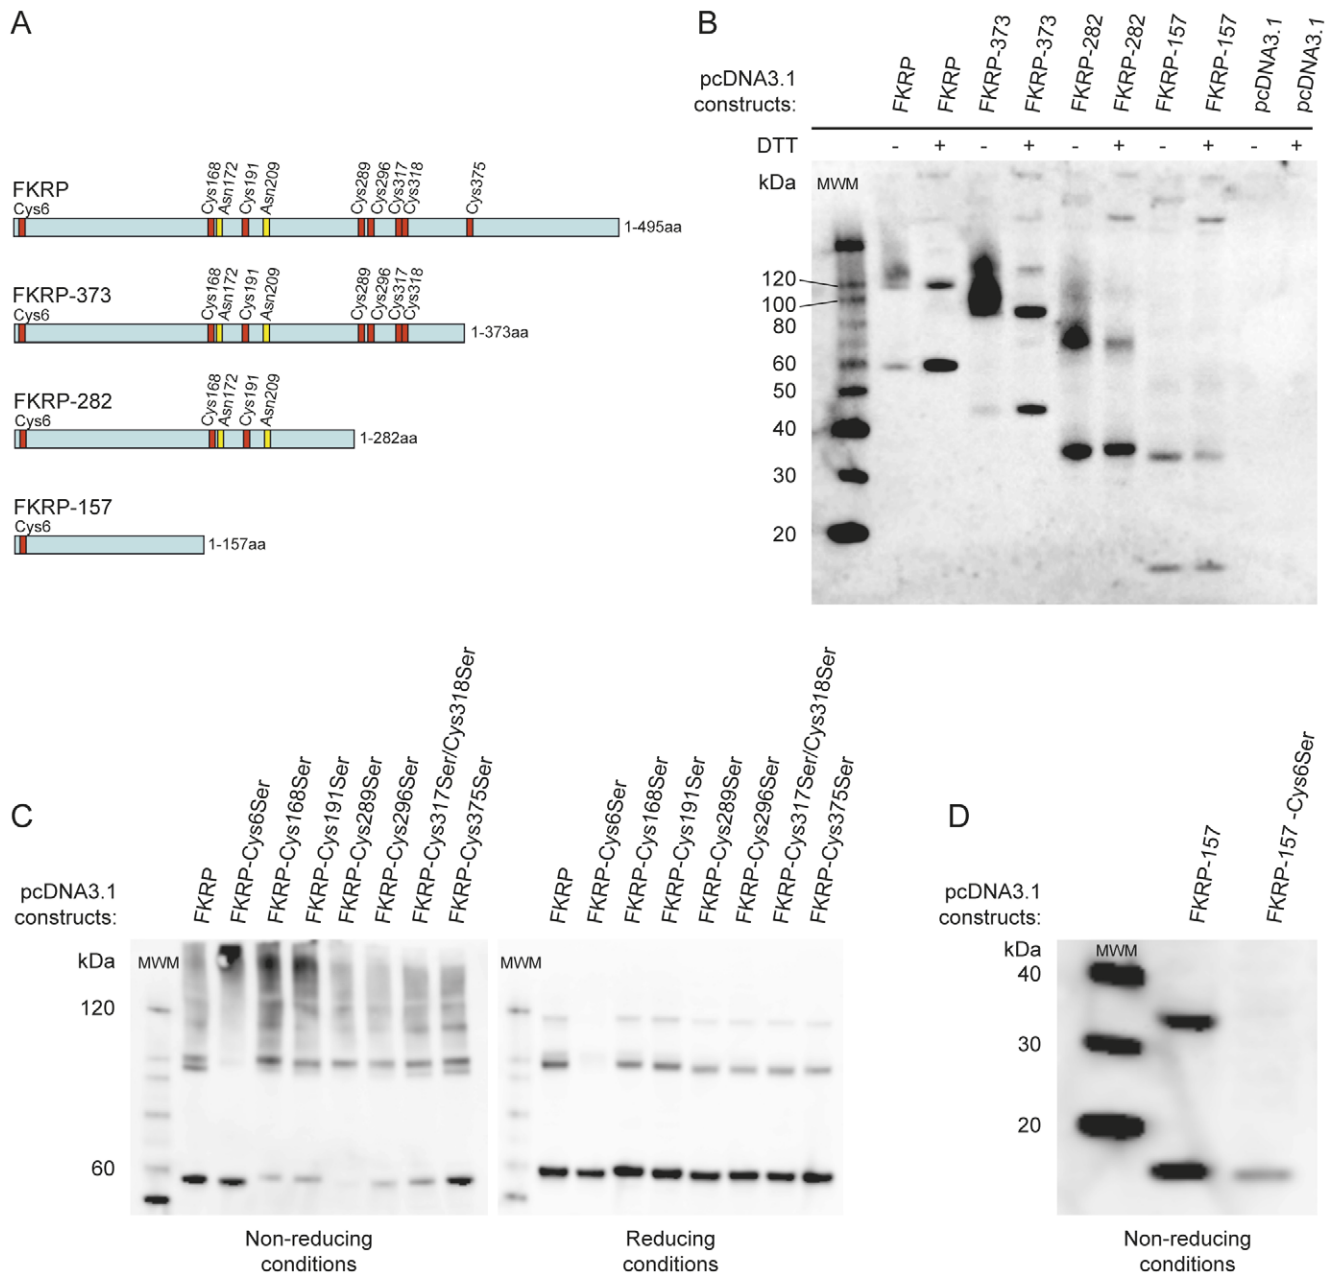 A
FKRP
Cys6
Cys168
Asn172
Cys191
Asn209
Cys289
Cys296
Cys317
Cys318
Cys375
1-495aa
FKRP-373
Cys6
Cys168
Asn172
Cys191
Asn209
Cys289
Cys296
Cys317
Cys318
1-373aa
FKRP-282
Cys6
Cys168
Asn172
Cys191
Asn209
1-282aa
FKRP-157
Cys6
1-157aa
B
pcDNA3.1
constructs:
FKRP
FKRP
FKRP-373
FKRP-373
FKRP-282
FKRP-282
FKRP-157
FKRP-157
pcDNA3.1
pcDNA3.1
DTT - + - + - + - + - +
kDa MWM
120
100
80
60
50
40
30
20
C
pcDNA3.1
constructs:
FKRP
FKRP-Cys6Ser
FKRP-Cys168Ser
FKRP-Cys191Ser
FKRP-Cys289Ser
FKRP-Cys296Ser
FKRP-Cys317Ser/Cys318Ser
FKRP-Cys375Ser
kDa MWM
120
60
Non-reducing
conditions
FKRP
FKRP-Cys6Ser
FKRP-Cys168Ser
FKRP-Cys191Ser
FKRP-Cys289Ser
FKRP-Cys296Ser
FKRP-Cys317Ser/Cys318Ser
FKRP-Cys375Ser
MWM
Reducing
conditions
D
pcDNA3.1
constructs:
FKRP-157
FKRP-157 -Cys6Ser
kDa MWM
40
30
20
Non-reducing
conditions